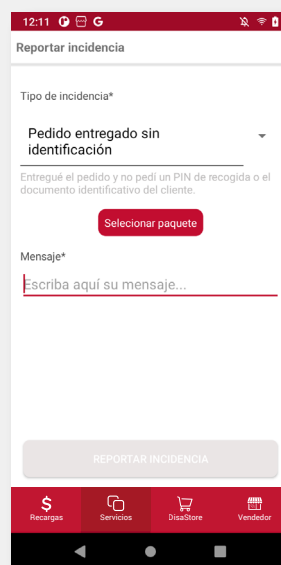 12:11
Reportar incidencia
Tipo de incidencia*
Pedido entregado sin
identificación
Entregué el pedido y no pedí un PIN de recogida o el
documento identificativo del cliente.
Selecionar paquete
Mensaje*
Escriba aquí su mensaje...
REPORTAR INCIDENCIA
Recargas Servicios DisaStore Vendedor